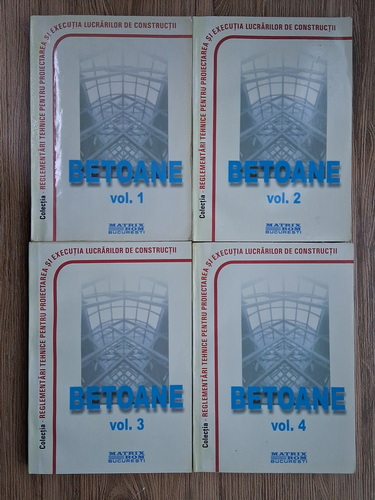 Colecția - REGLEMENTĂRI TEHNICE PENTRU PROIECTAREA ȘI EXECUȚIA LUCRĂRILOR DE CONSTRUCȚII
BETOANE
vol. 1
MATRIX
ROM
BUCUREȘTI
Colecția - REGLEMENTĂRI TEHNICE PENTRU PROIECTAREA ȘI EXECUȚIA LUCRĂRILOR DE CONSTRUCȚII
BETOANE
vol. 2
MATRIX
ROM
BUCUREȘTI
Colecția - REGLEMENTĂRI TEHNICE PENTRU PROIECTAREA ȘI EXECUȚIA LUCRĂRILOR DE CONSTRUCȚII
BETOANE
vol. 3
MATRIX
ROM
BUCUREȘTI
Colecția - REGLEMENTĂRI TEHNICE PENTRU PROIECTAREA ȘI EXECUȚIA LUCRĂRILOR DE CONSTRUCȚII
BETOANE
vol. 4
MATRIX
ROM
BUCUREȘTI